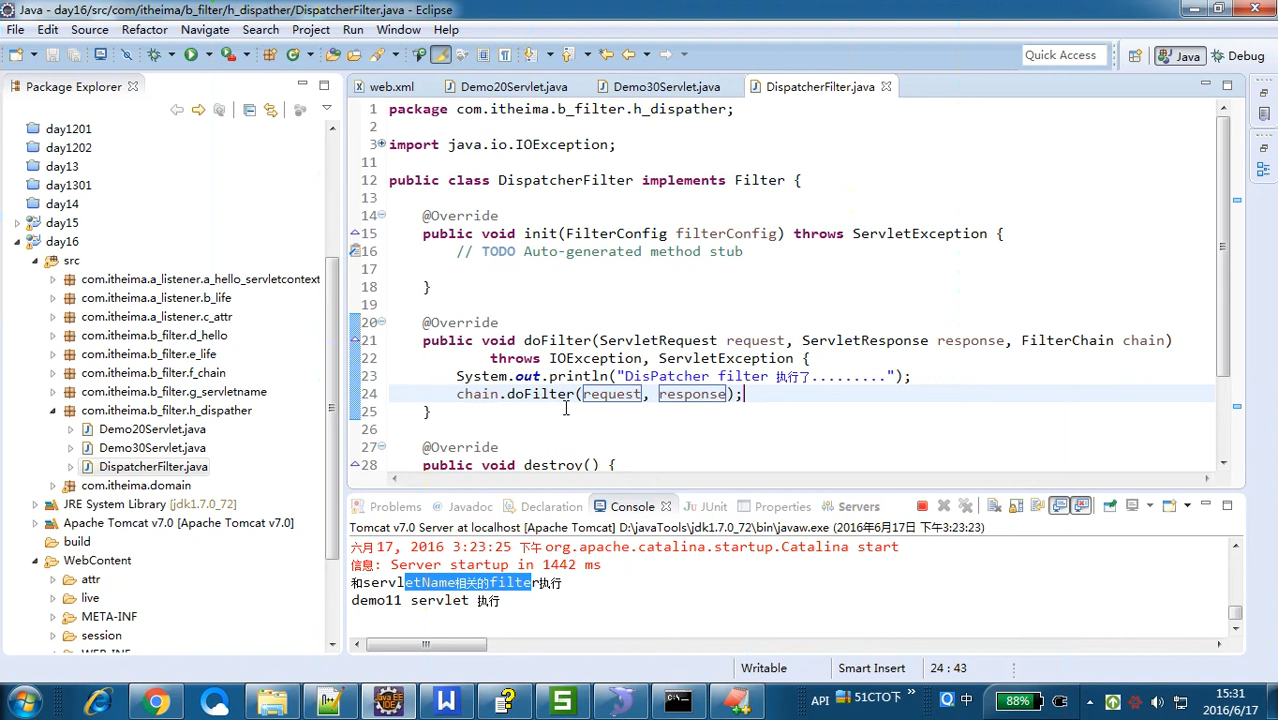 Java - day16/src/com/itheima/b_filter/h_dispather/DispatcherFilter.java - Eclipse
File Edit Source Refactor Navigate Search Project Run Window Help
Quick Access Java Debug
Package Explorer
web.xml Demo20Servlet.java Demo30Servlet.java DispatcherFilter.java
day1201
day1202
day13
day1301
day14
day15
day16
src
com.itheima.a_listener.a_hello_servletcontext
com.itheima.a_listener.b_life
com.itheima.a_listener.c_attr
com.itheima.b_filter.d_hello
com.itheima.b_filter.e_life
com.itheima.b_filter.f_chain
com.itheima.b_filter.g_servletname
com.itheima.b_filter.h_dispather
Demo20Servlet.java
Demo30Servlet.java
DispatcherFilter.java
com.itheima.domain
JRE System Library [jdk1.7.0_72]
Apache Tomcat v7.0 [Apache Tomcat v7.0]
build
WebContent
attr
live
META-INF
session
1 package com.itheima.b_filter.h_dispather;
2
3 import java.io.IOException;
11
12 public class DispatcherFilter implements Filter {
13
14 @Override
15 public void init(FilterConfig filterConfig) throws ServletException {
16 // TODO Auto-generated method stub
17
18 }
19
20 @Override
21 public void doFilter(ServletRequest request, ServletResponse response, FilterChain chain)
22 throws IOException, ServletException {
23 System.out.println("DisPatcher filter 执行了.........");
24 chain.doFilter(request, response);
25 }
26
27 @Override
28 public void destroy() {
Problems Javadoc Declaration Console JUnit Properties Servers
Tomcat v7.0 Server at localhost [Apache Tomcat] D:\javaTools\jdk1.7.0_72\bin\javaw.exe (2016年6月17日 下午3:23:23)
六月 17, 2016 3:23:25 下午 org.apache.catalina.startup.Catalina start
信息: Server startup in 1442 ms
和servletName相关的filter执行
demo11 servlet 执行
Writable Smart Insert 24 : 43
API 51CTO下 中 88% 15:31
2016/6/17